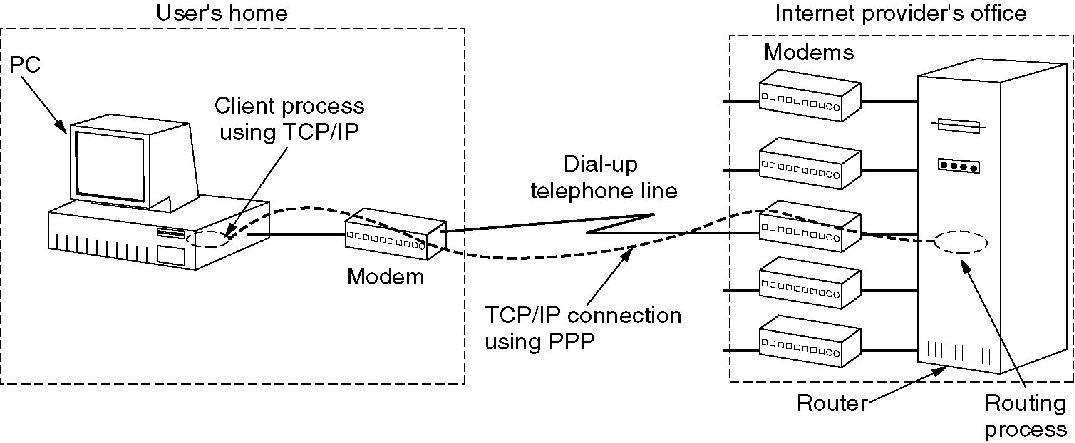 User's home
Internet provider's office
PC
Modems
Client process
using TCP/IP
Dial-up
telephone line
Modem
TCP/IP connection
using PPP
Router
Routing
process